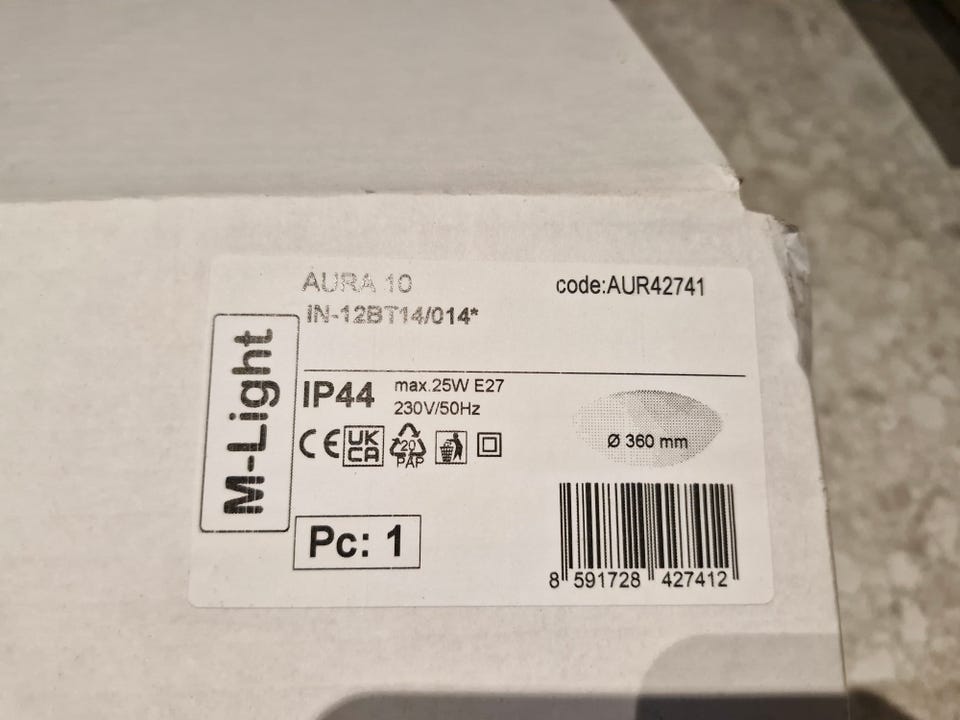 AURA 10
IN-12BT14/014*
code:AUR42741
M-Light
IP44
max.25W E27
230V/50Hz
CE
UK
CA
20
PAP
Ø 360 mm
Pc: 1
8 591728 427412